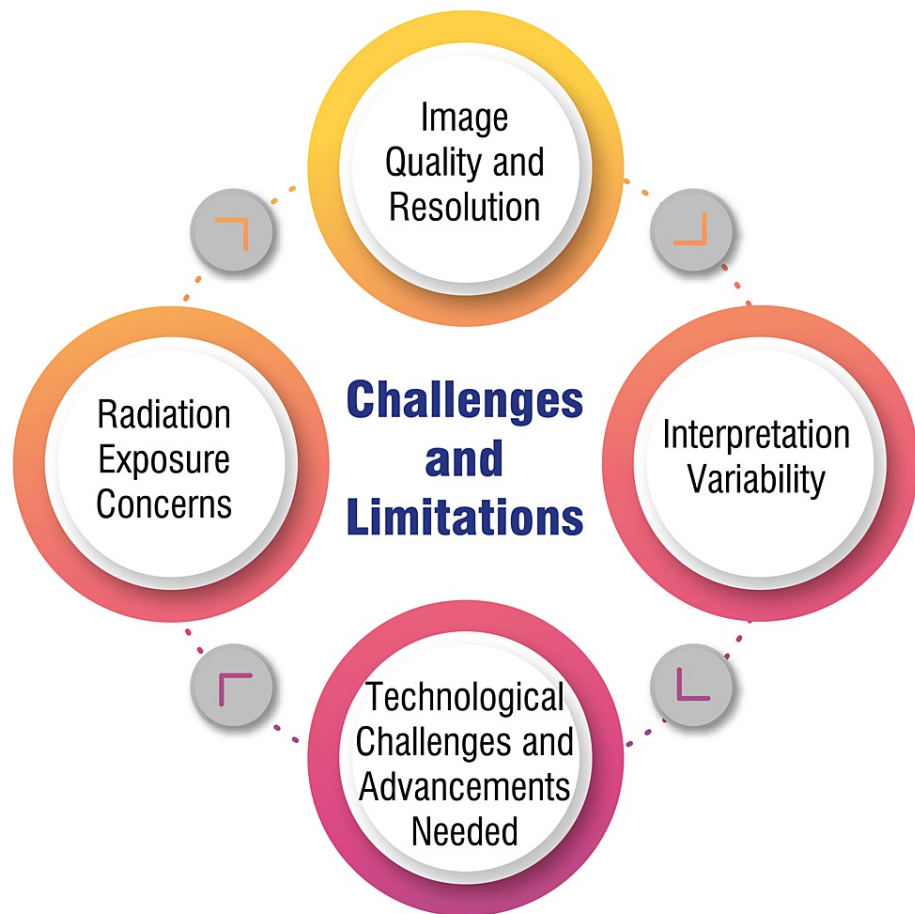 Image
Quality and
Resolution
Radiation
Exposure
Concerns
Challenges
and
Limitations
Interpretation
Variability
Technological
Challenges and
Advancements
Needed